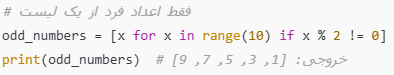 # فقط اعداد فرد از یک لیست
odd_numbers = [x for x in range(10) if x % 2 != 0]
print(odd_numbers)  # خروجی: [1, 3, 5, 7, 9]